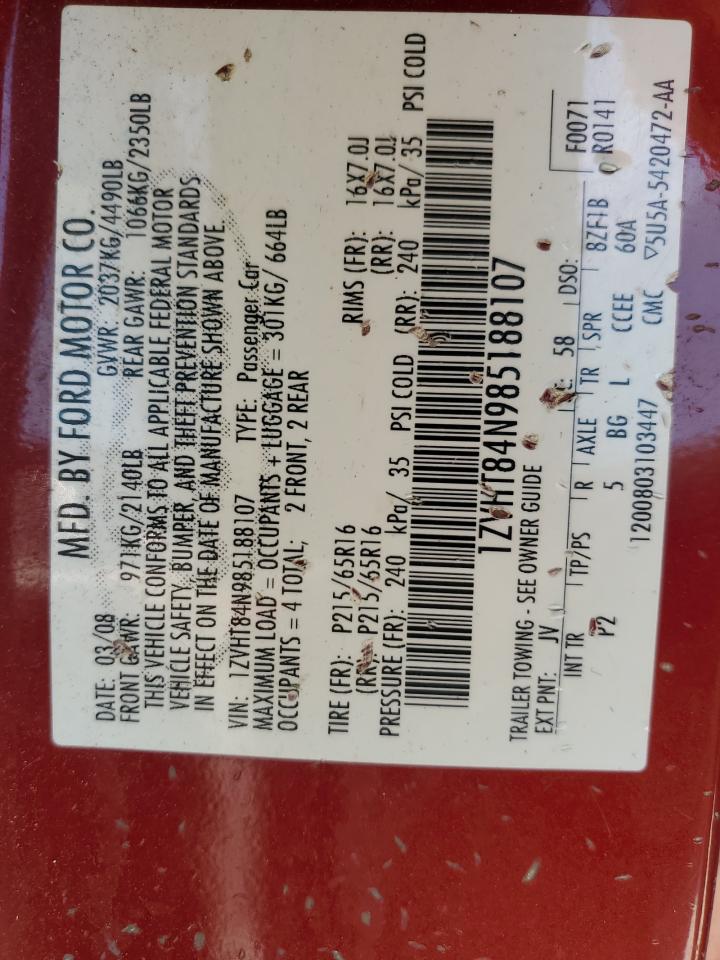 MFD. BY FORD MOTOR CO.
DATE: 03/08 GVWR: 2037KG/4490LB
FRONT GAWR: 971KG/2140LB REAR GAWR: 1066KG/2350LB
THIS VEHICLE CONFORMS TO ALL APPLICABLE FEDERAL MOTOR
VEHICLE SAFETY, BUMPER, AND THEFT PREVENTION STANDARDS
IN EFFECT ON THE DATE OF MANUFACTURE SHOWN ABOVE.
VIN: 1ZVHT84N985188107 TYPE: Passenger Car
MAXIMUM LOAD = OCCUPANTS + LUGGAGE = 301KG/ 664LB
OCCUPANTS = 4 TOTAL; 2 FRONT, 2 REAR
TIRE (FR): P215/65R16 RIMS (FR): 16X7.0J
(RR): P215/65R16 (RR): 16X7.0J
PRESSURE (FR): 240 kPa/ 35 PSI COLD (RR): 240 kPa/ 35 PSI COLD
1ZVHT84N985188107
TRAILER TOWING - SEE OWNER GUIDE
F0071
EXT PNT: JV 58 DSO: R0141
INT TR TP/PS R AXLE TR SPR 8ZF1B
P2 5 BG L CCEE 60A
1200803103447 CMC ▽5U5A-5420472-AA